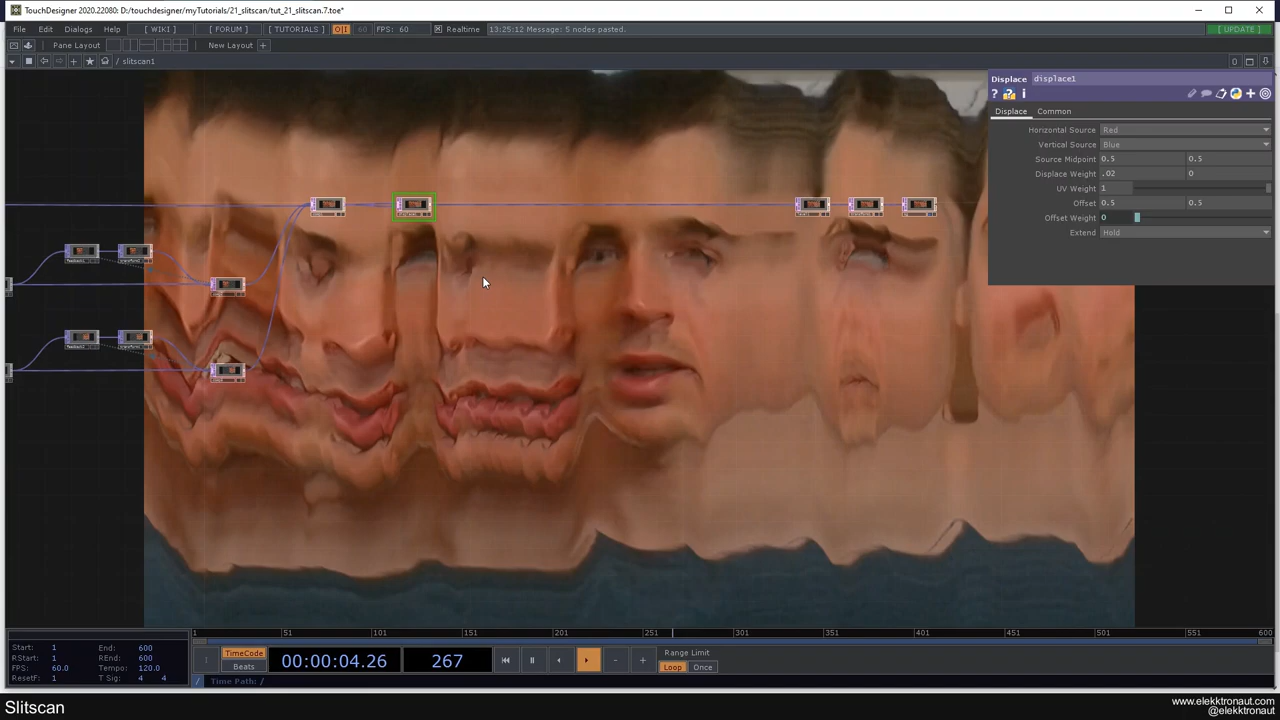 TouchDesigner 2020.22080: D:/touchdesigner/myTutorials/21_slitscan/tut_21_slitscan.7.toe*
File Edit Dialogs Help [ WIKI ] [ FORUM ] [ TUTORIALS ] O|I 60 FPS: 60 Realtime 13:25:12 Message: 5 nodes pasted. [ UPDATE ]
Pane Layout New Layout +
/ slitscan1 0
Displace displace1
? ? i
Displace Common
Horizontal Source Red
Vertical Source Blue
Source Midpoint 0.5 0.5
Displace Weight .02 0
UV Weight 1
Offset 0.5 0.5
Offset Weight 0
Extend Hold
1 51 101 151 201 251 301 351 401 451 501 551 600
Start: 1 End: 600
RStart: 1 REnd: 600
FPS: 60.0 Tempo: 120.0
ResetF: 1 T Sig: 4 4
TimeCode
Beats
00:00:04.26 267
- +
Range Limit
Loop Once
/ Time Path: /
Slitscan
www.elekktronaut.com
@elekktronaut